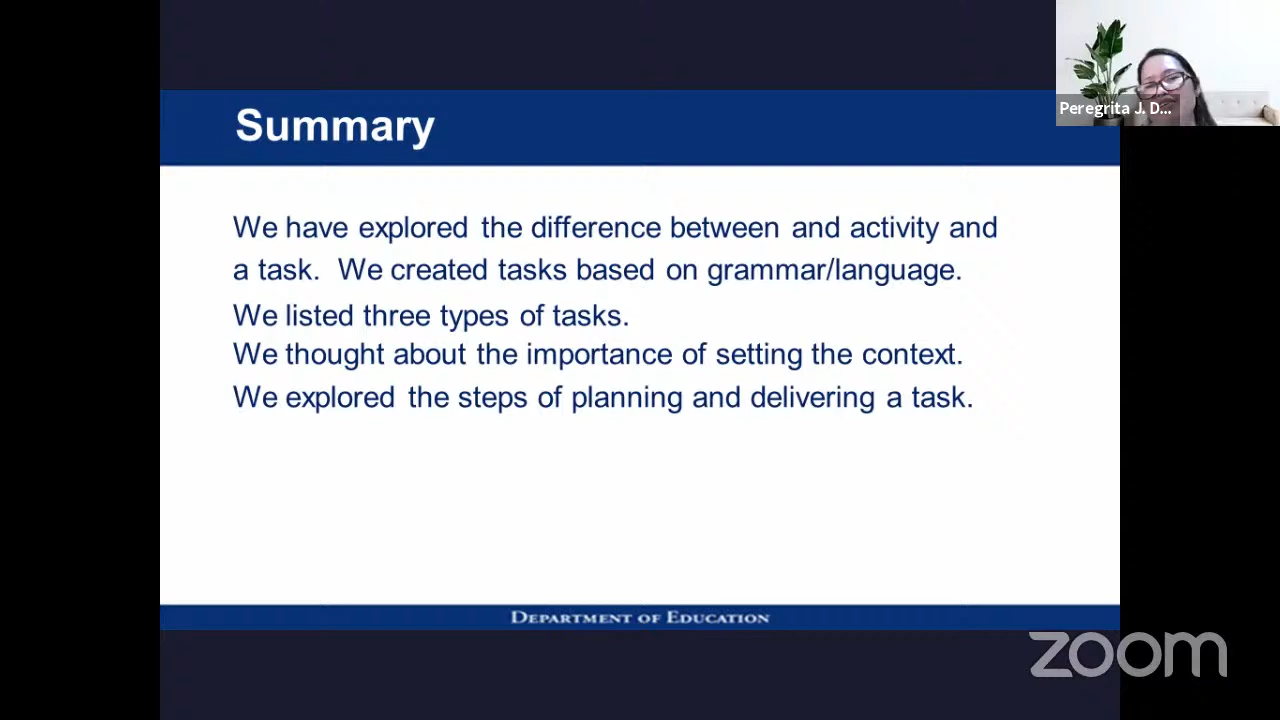 Summary
Peregrita J. D...
We have explored the difference between and activity and
a task. We created tasks based on grammar/language.
We listed three types of tasks.
We thought about the importance of setting the context.
We explored the steps of planning and delivering a task.
DEPARTMENT OF EDUCATION
zoom